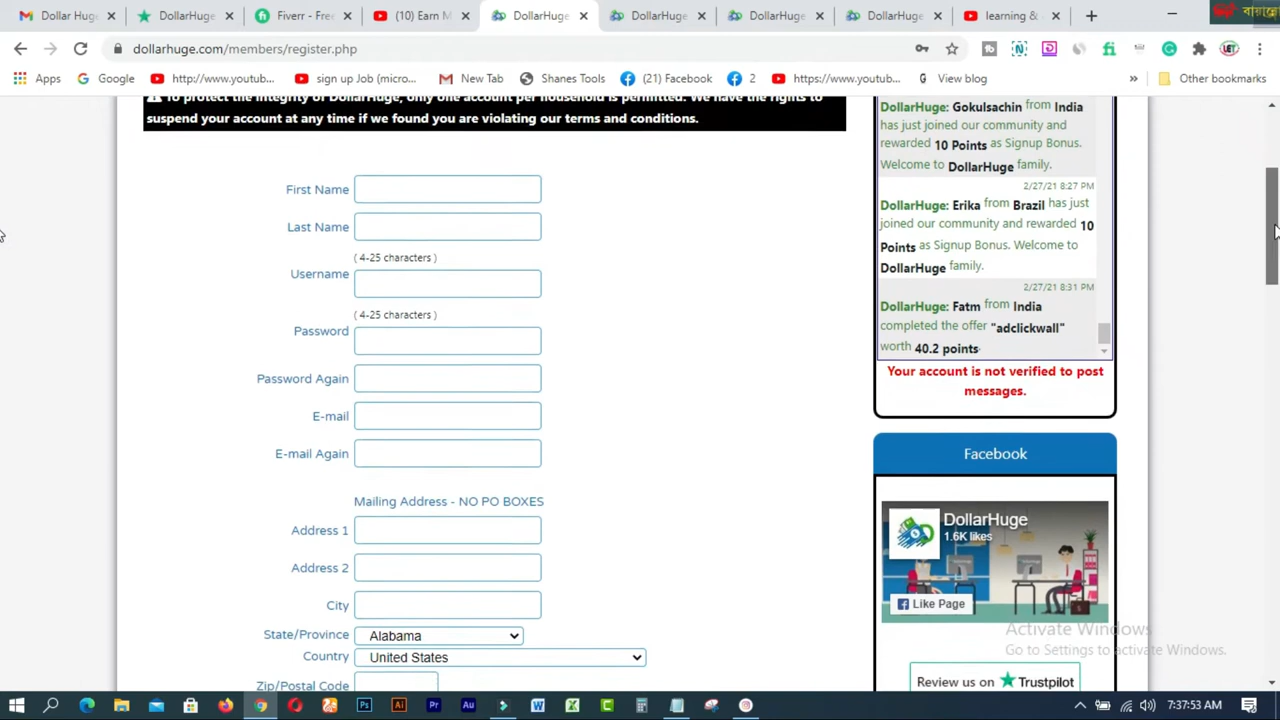 Dollar Hug
DollarHuge
Fiverr - Free
(10) Earn M
DollarHuge
DollarHuge
DollarHuge
DollarHuge
learning &
dollarhuge.com/members/register.php
Apps
Google
http://www.youtub...
sign up Job (micro...
New Tab
Shanes Tools
(21) Facebook
2
https://www.youtub...
View blog
»
Other bookmarks
To protect the integrity of DollarHuge, only one account per household is permitted. We have the rights to
suspend your account at any time if we found you are violating our terms and conditions.
First Name
Last Name
( 4-25 characters )
Username
( 4-25 characters )
Password
Password Again
E-mail
E-mail Again
Mailing Address - NO PO BOXES
Address 1
Address 2
City
State/Province Alabama
Country United States
Zip/Postal Code
DollarHuge: Gokulsachin from India
has just joined our community and
rewarded 10 Points as Signup Bonus.
Welcome to DollarHuge family.
2/27/21 8:27 PM
DollarHuge: Erika from Brazil has just
joined our community and rewarded 10
Points as Signup Bonus. Welcome to
DollarHuge family.
2/27/21 8:31 PM
DollarHuge: Fatm from India
completed the offer "adclickwall"
worth 40.2 points.
Your account is not verified to post
messages.
Facebook
DollarHuge
1.6K likes
Like Page
Activate Windows
Go to Settings to activate Windows.
Review us on Trustpilot
7:37:53 AM